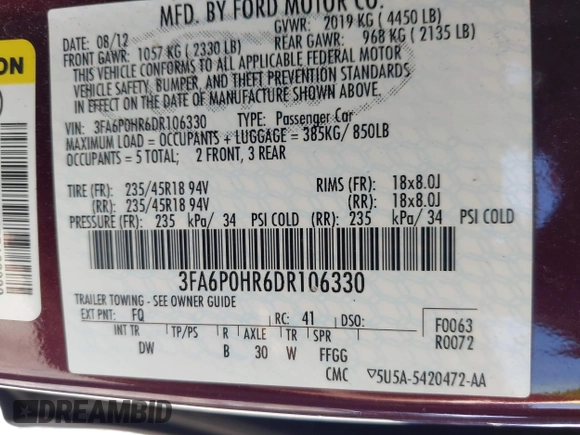 MFD. BY FORD MOTOR CO.
DATE: 08/12
GVWR: 2019 KG ( 4450 LB)
FRONT GAWR: 1057 KG ( 2330 LB)
REAR GAWR: 968 KG ( 2135 LB)
THIS VEHICLE CONFORMS TO ALL APPLICABLE FEDERAL MOTOR
VEHICLE SAFETY, BUMPER, AND THEFT PREVENTION STANDARDS
IN EFFECT ON THE DATE OF MANUFACTURE SHOWN ABOVE.
VIN: 3FA6P0HR6DR106330 TYPE: Passenger Car
MAXIMUM LOAD = OCCUPANTS + LUGGAGE = 385KG/ 850LB
OCCUPANTS = 5 TOTAL; 2 FRONT, 3 REAR
TIRE (FR): 235/45R18 94V RIMS (FR): 18x8.0J
(RR): 235/45R18 94V (RR): 18x8.0J
PRESSURE (FR): 235 kPa/ 34 PSI COLD (RR): 235 kPa/ 34 PSI COLD
3FA6P0HR6DR106330
TRAILER TOWING - SEE OWNER GUIDE
EXT PNT: FQ RC: 41 DSO:
F0063
R0072
INT TR TP/PS R AXLE TR SPR
DW B 30 W FFGG
CMC ▽5U5A-5420472-AA
ON
DREAMBID